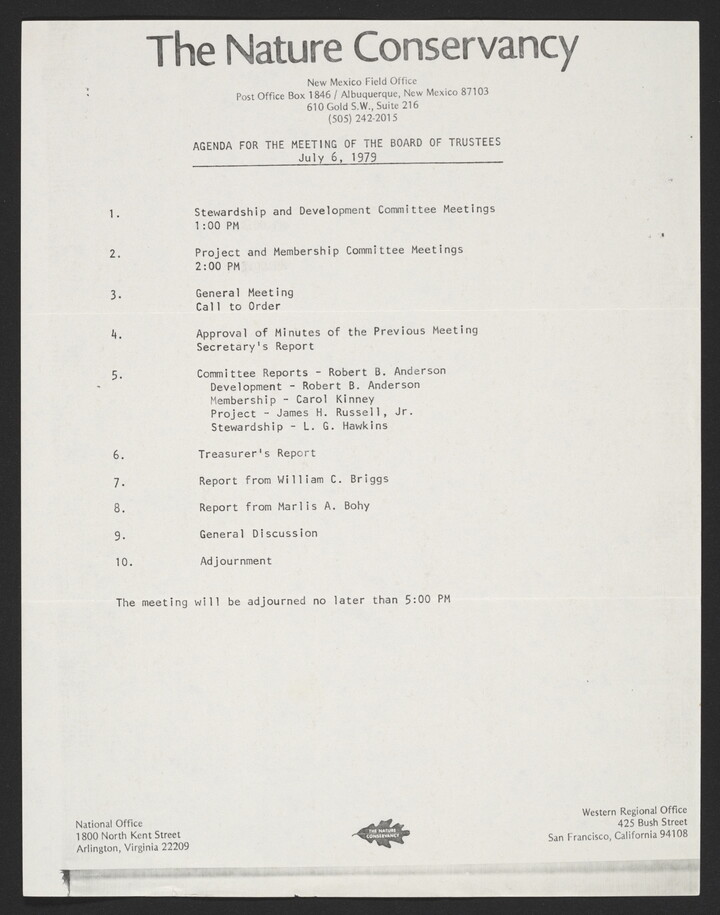 The Nature Conservancy
New Mexico Field Office
Post Office Box 1846 / Albuquerque, New Mexico 87103
610 Gold S.W., Suite 216
(505) 242-2015
AGENDA FOR THE MEETING OF THE BOARD OF TRUSTEES
July 6, 1979
1. Stewardship and Development Committee Meetings
1:00 PM
2. Project and Membership Committee Meetings
2:00 PM
3. General Meeting
Call to Order
4. Approval of Minutes of the Previous Meeting
Secretary's Report
5. Committee Reports - Robert B. Anderson
Development - Robert B. Anderson
Membership - Carol Kinney
Project - James H. Russell, Jr.
Stewardship - L. G. Hawkins
6. Treasurer's Report
7. Report from William C. Briggs
8. Report from Marlis A. Bohy
9. General Discussion
10. Adjournment
The meeting will be adjourned no later than 5:00 PM
National Office
1800 North Kent Street
Arlington, Virginia 22209
THE NATURE
CONSERVANCY
Western Regional Office
425 Bush Street
San Francisco, California 94108